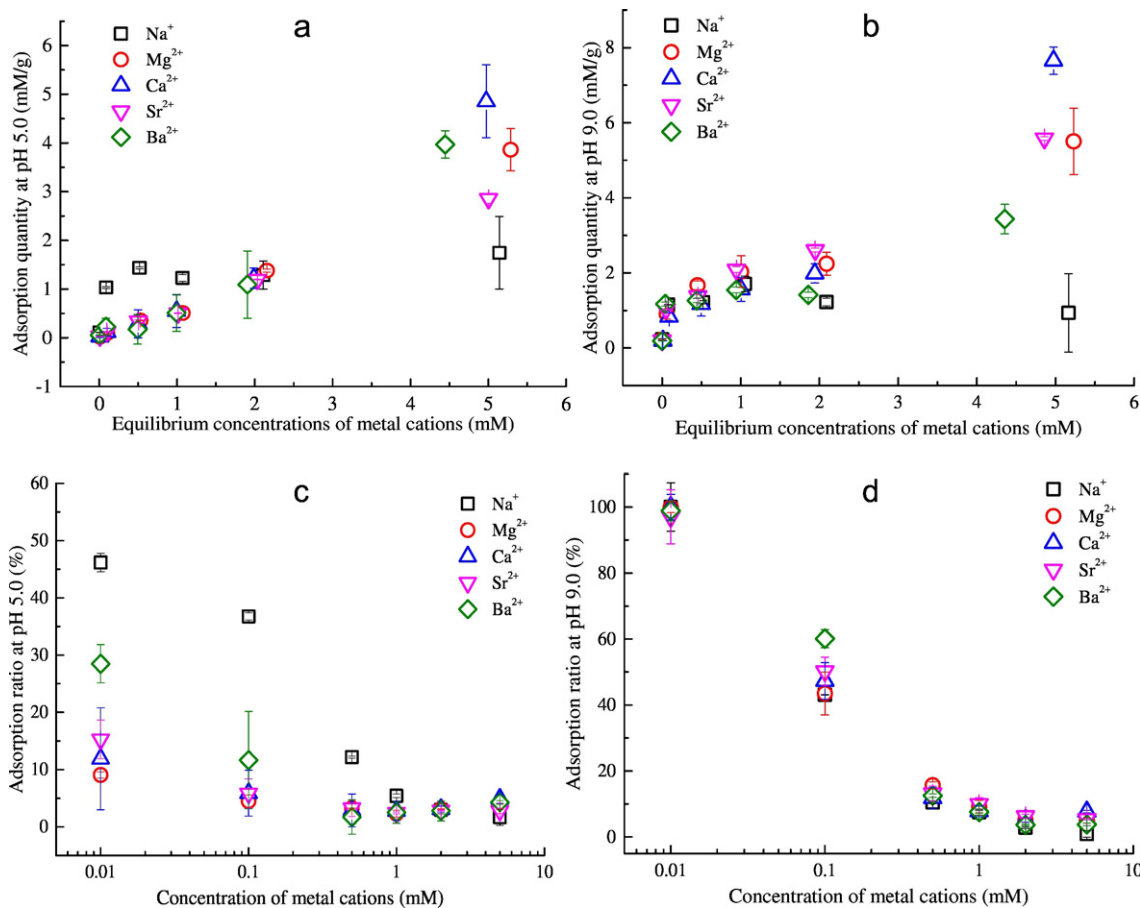 a
Adsorption quantity at pH 5.0 (mM/g)
5
4
3
2
1
0
-1
Na⁺
Mg²⁺
Ca²⁺
Sr²⁺
Ba²⁺
0 1 2 3 4 5 6
Equilibrium concentrations of metal cations (mM)
b
Adsorption quantity at pH 9.0 (mM/g)
8
6
4
2
0
Na⁺
Mg²⁺
Ca²⁺
Sr²⁺
Ba²⁺
0 1 2 3 4 5 6
Equilibrium concentrations of metal cations (mM)
c
Adsorption ratio at pH 5.0 (%)
60
50
40
30
20
10
0
Na⁺
Mg²⁺
Ca²⁺
Sr²⁺
Ba²⁺
0.01 0.1 1 10
Concentration of metal cations (mM)
d
Adsorption ratio at pH 9.0 (%)
100
80
60
40
20
0
Na⁺
Mg²⁺
Ca²⁺
Sr²⁺
Ba²⁺
0.01 0.1 1 10
Concentration of metal cations (mM)